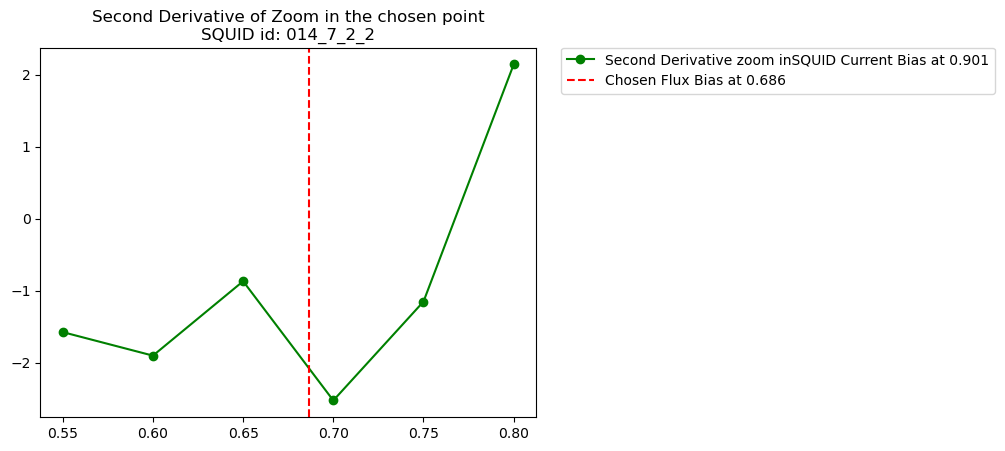 Second Derivative of Zoom in the chosen point
SQUID id: 014_7_2_2
Second Derivative zoom inSQUID Current Bias at 0.901
Chosen Flux Bias at 0.686
2
1
0
−1
−2
0.55 0.60 0.65 0.70 0.75 0.80